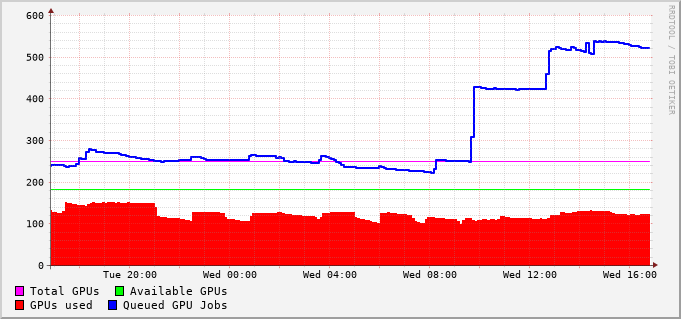 600
500
400
300
200
100
0
Tue 20:00 Wed 00:00 Wed 04:00 Wed 08:00 Wed 12:00 Wed 16:00
Total GPUs Available GPUs
GPUs used Queued GPU Jobs
RRDTOOL / TOBI OETIKER